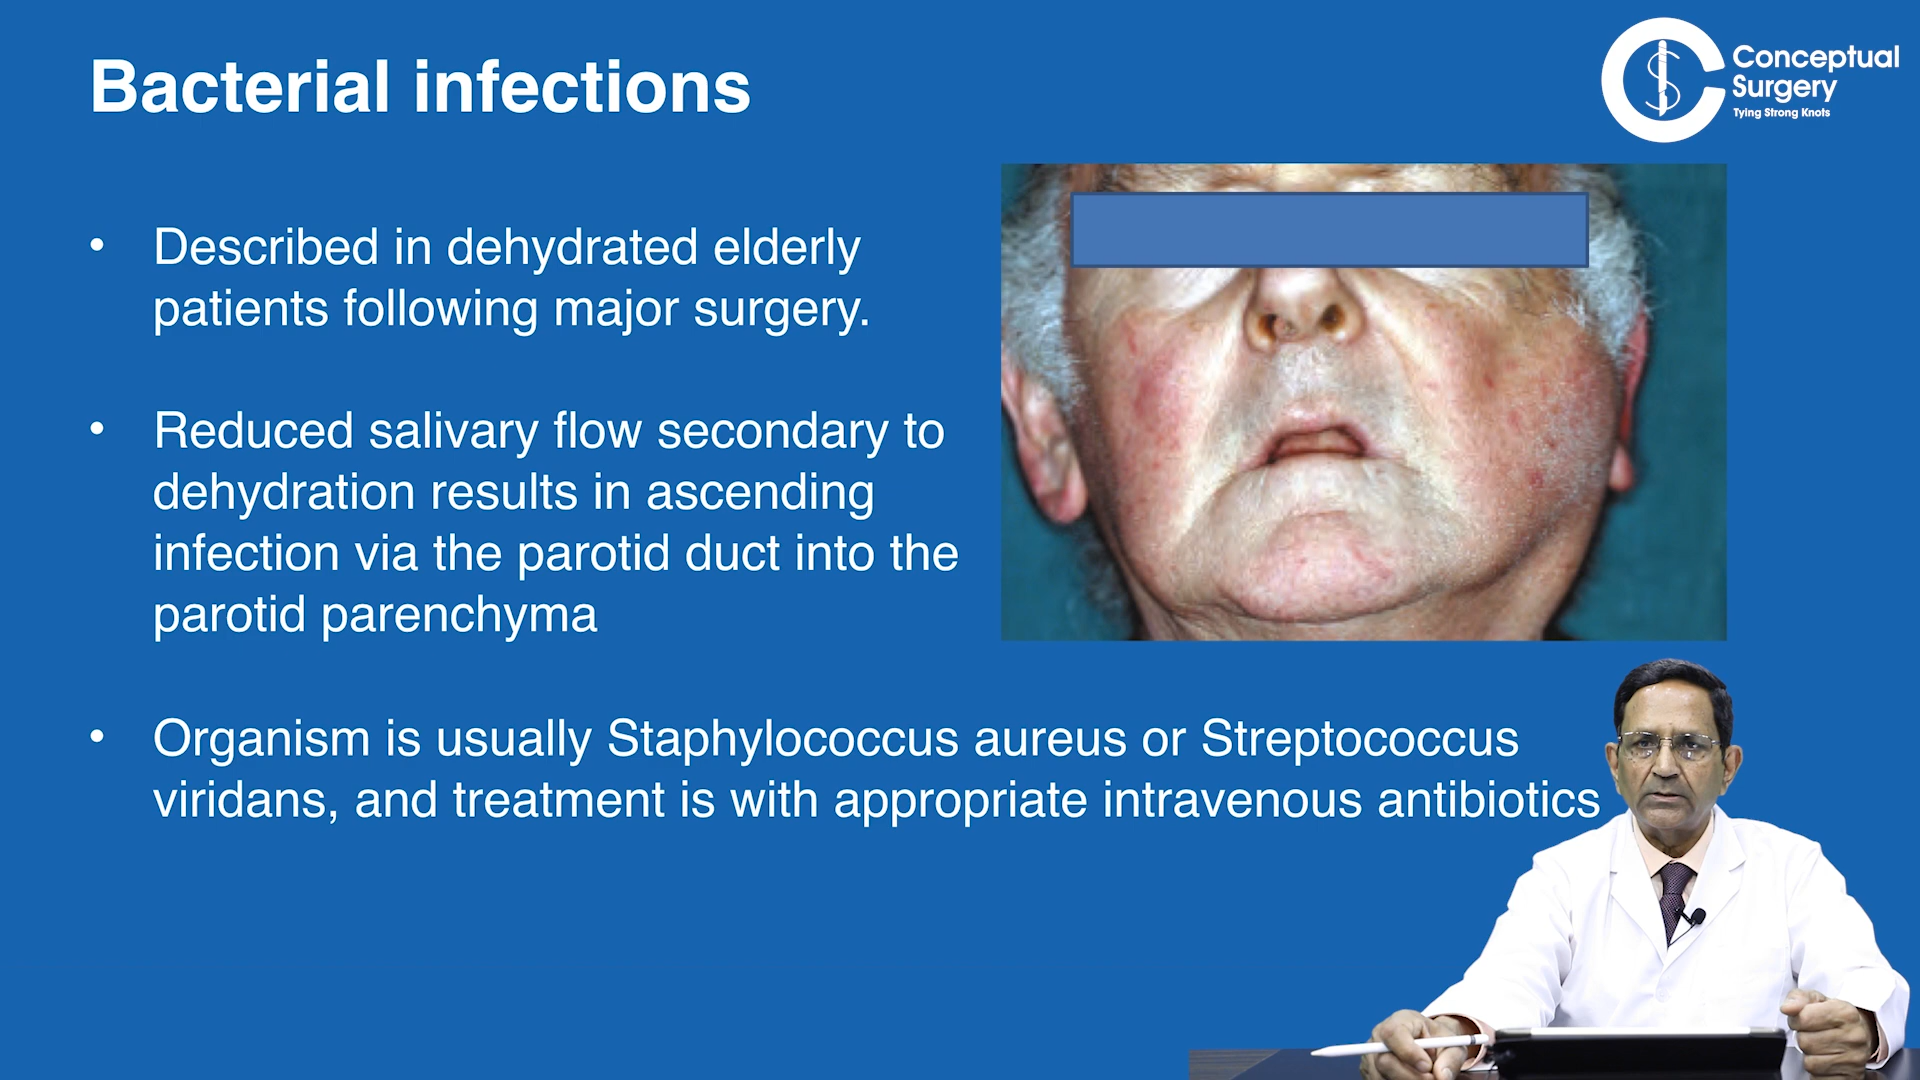 Bacterial infections
Conceptual
Surgery
Tying Strong Knots
• Described in dehydrated elderly
patients following major surgery.
• Reduced salivary flow secondary to
dehydration results in ascending
infection via the parotid duct into the
parotid parenchyma
• Organism is usually Staphylococcus aureus or Streptococcus
viridans, and treatment is with appropriate intravenous antibiotics